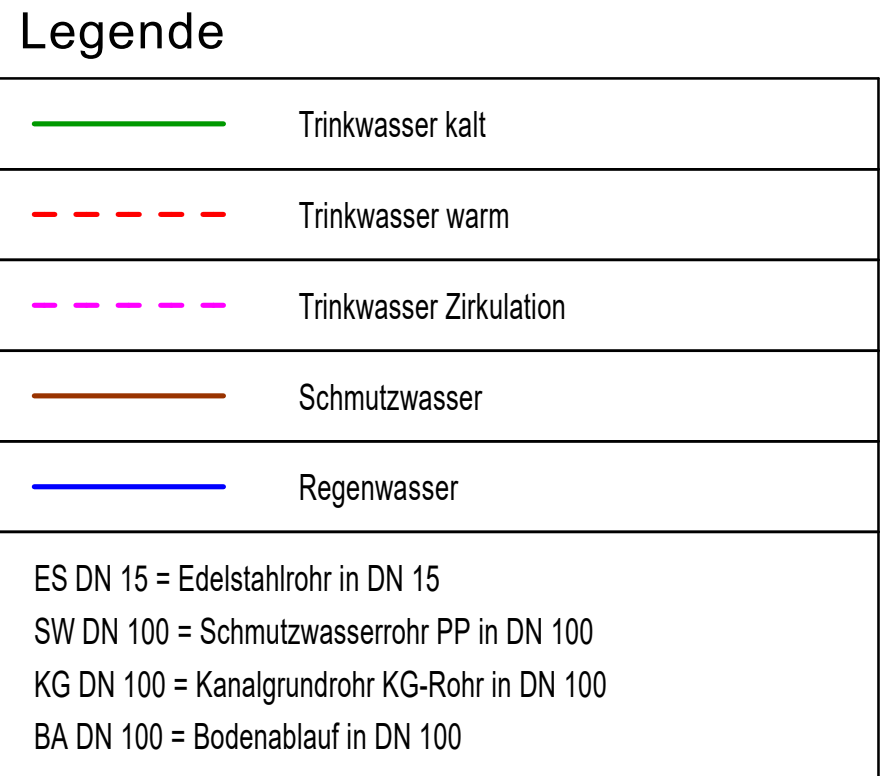 Legende
Trinkwasser kalt
Trinkwasser warm
Trinkwasser Zirkulation
Schmutzwasser
Regenwasser
ES DN 15 = Edelstahlrohr in DN 15
SW DN 100 = Schmutzwasserrohr PP in DN 100
KG DN 100 = Kanalgrundrohr KG-Rohr in DN 100
BA DN 100 = Bodenablauf in DN 100